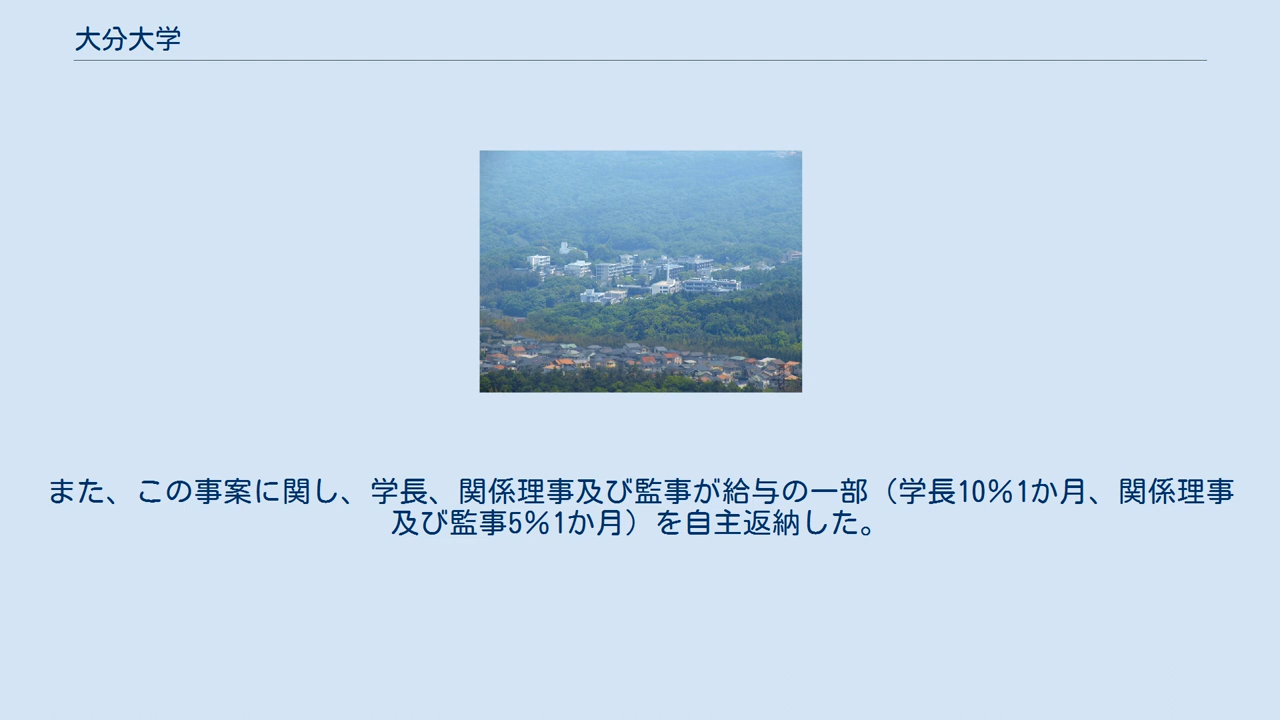 大分大学
また、この事案に関し、学長、関係理事及び監事が給与の一部（学長10％1か月、関係理事
及び監事5％1か月）を自主返納した。